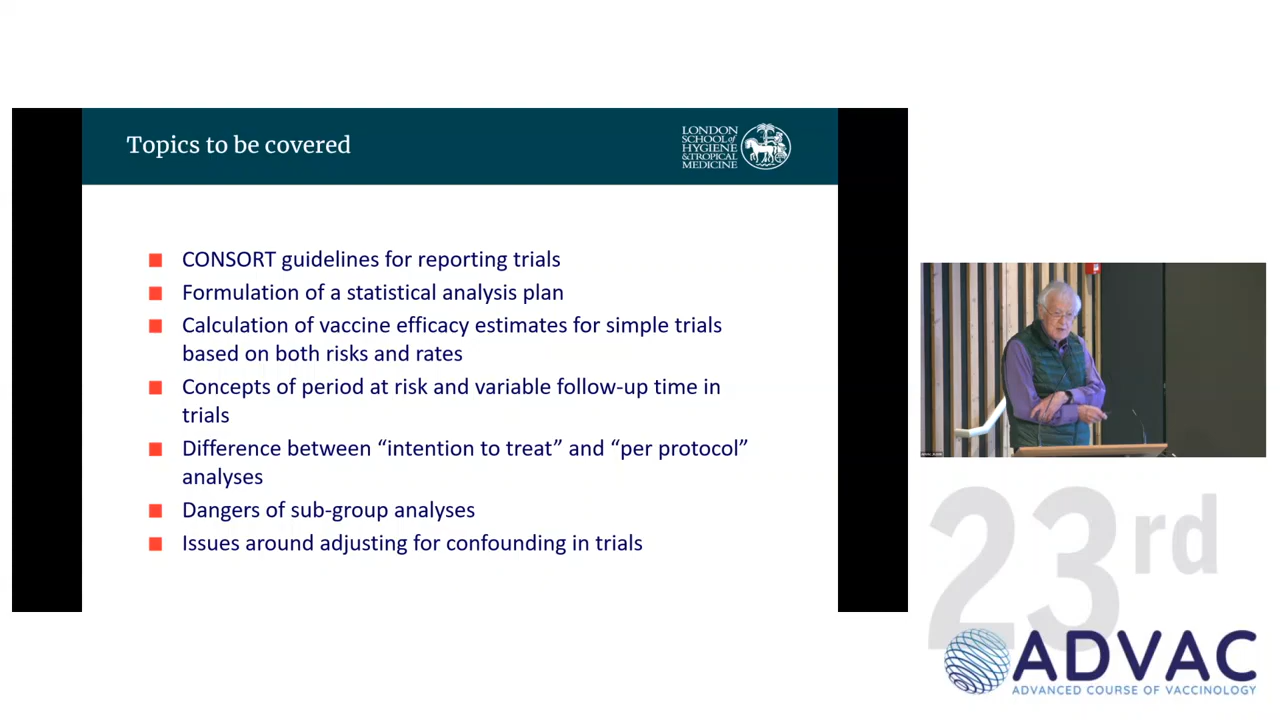 Topics to be covered
LONDON
SCHOOL of
HYGIENE
& TROPICAL
MEDICINE
CONSORT guidelines for reporting trials
Formulation of a statistical analysis plan
Calculation of vaccine efficacy estimates for simple trials
based on both risks and rates
Concepts of period at risk and variable follow-up time in
trials
Difference between “intention to treat” and “per protocol”
analyses
Dangers of sub-group analyses
Issues around adjusting for confounding in trials
23rd
ADVAC
ADVANCED COURSE OF VACCINOLOGY